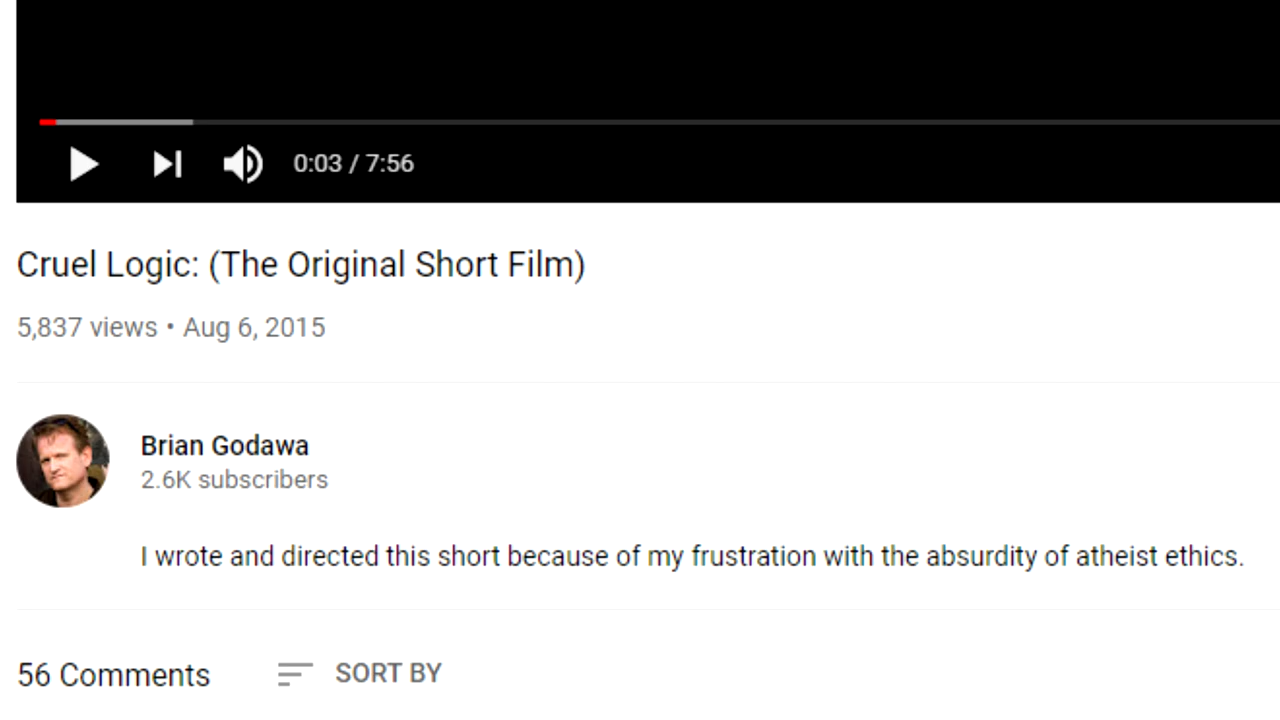 0:03 / 7:56
Cruel Logic: (The Original Short Film)
5,837 views • Aug 6, 2015
Brian Godawa
2.6K subscribers
I wrote and directed this short because of my frustration with the absurdity of atheist ethics.
56 Comments SORT BY